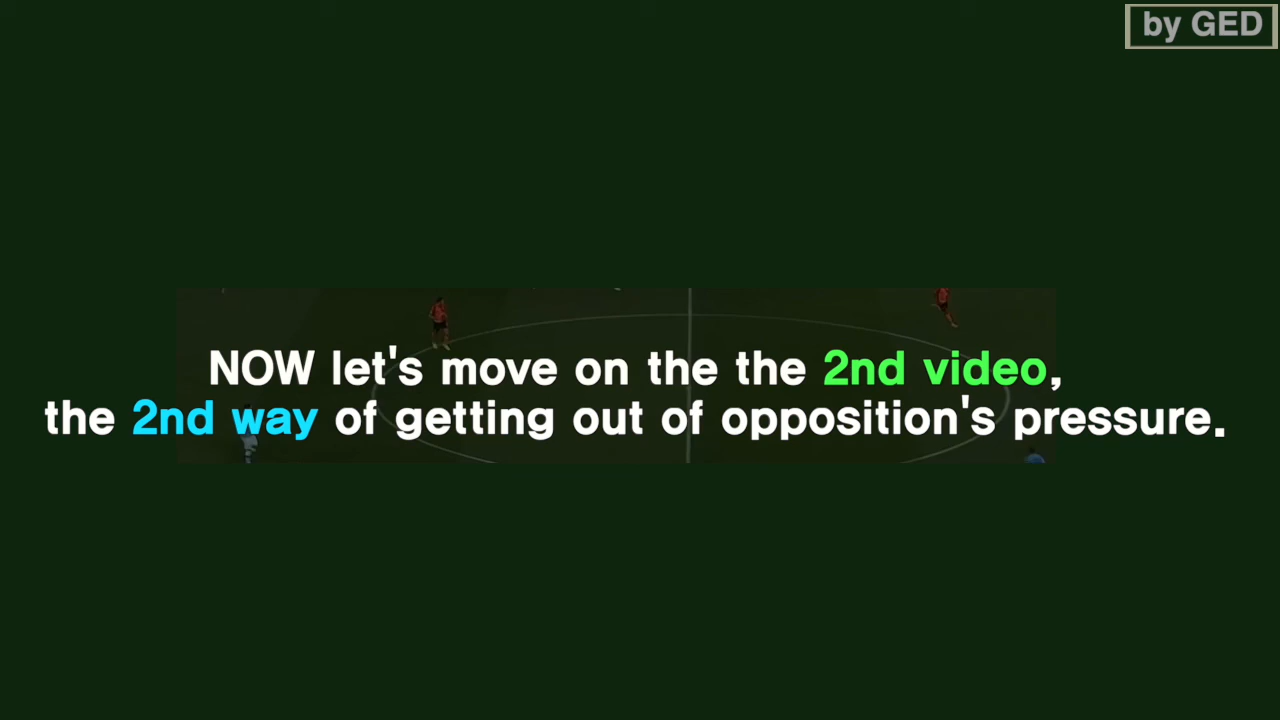 by GED
NOW let's move on the the 2nd video,
the 2nd way of getting out of opposition's pressure.